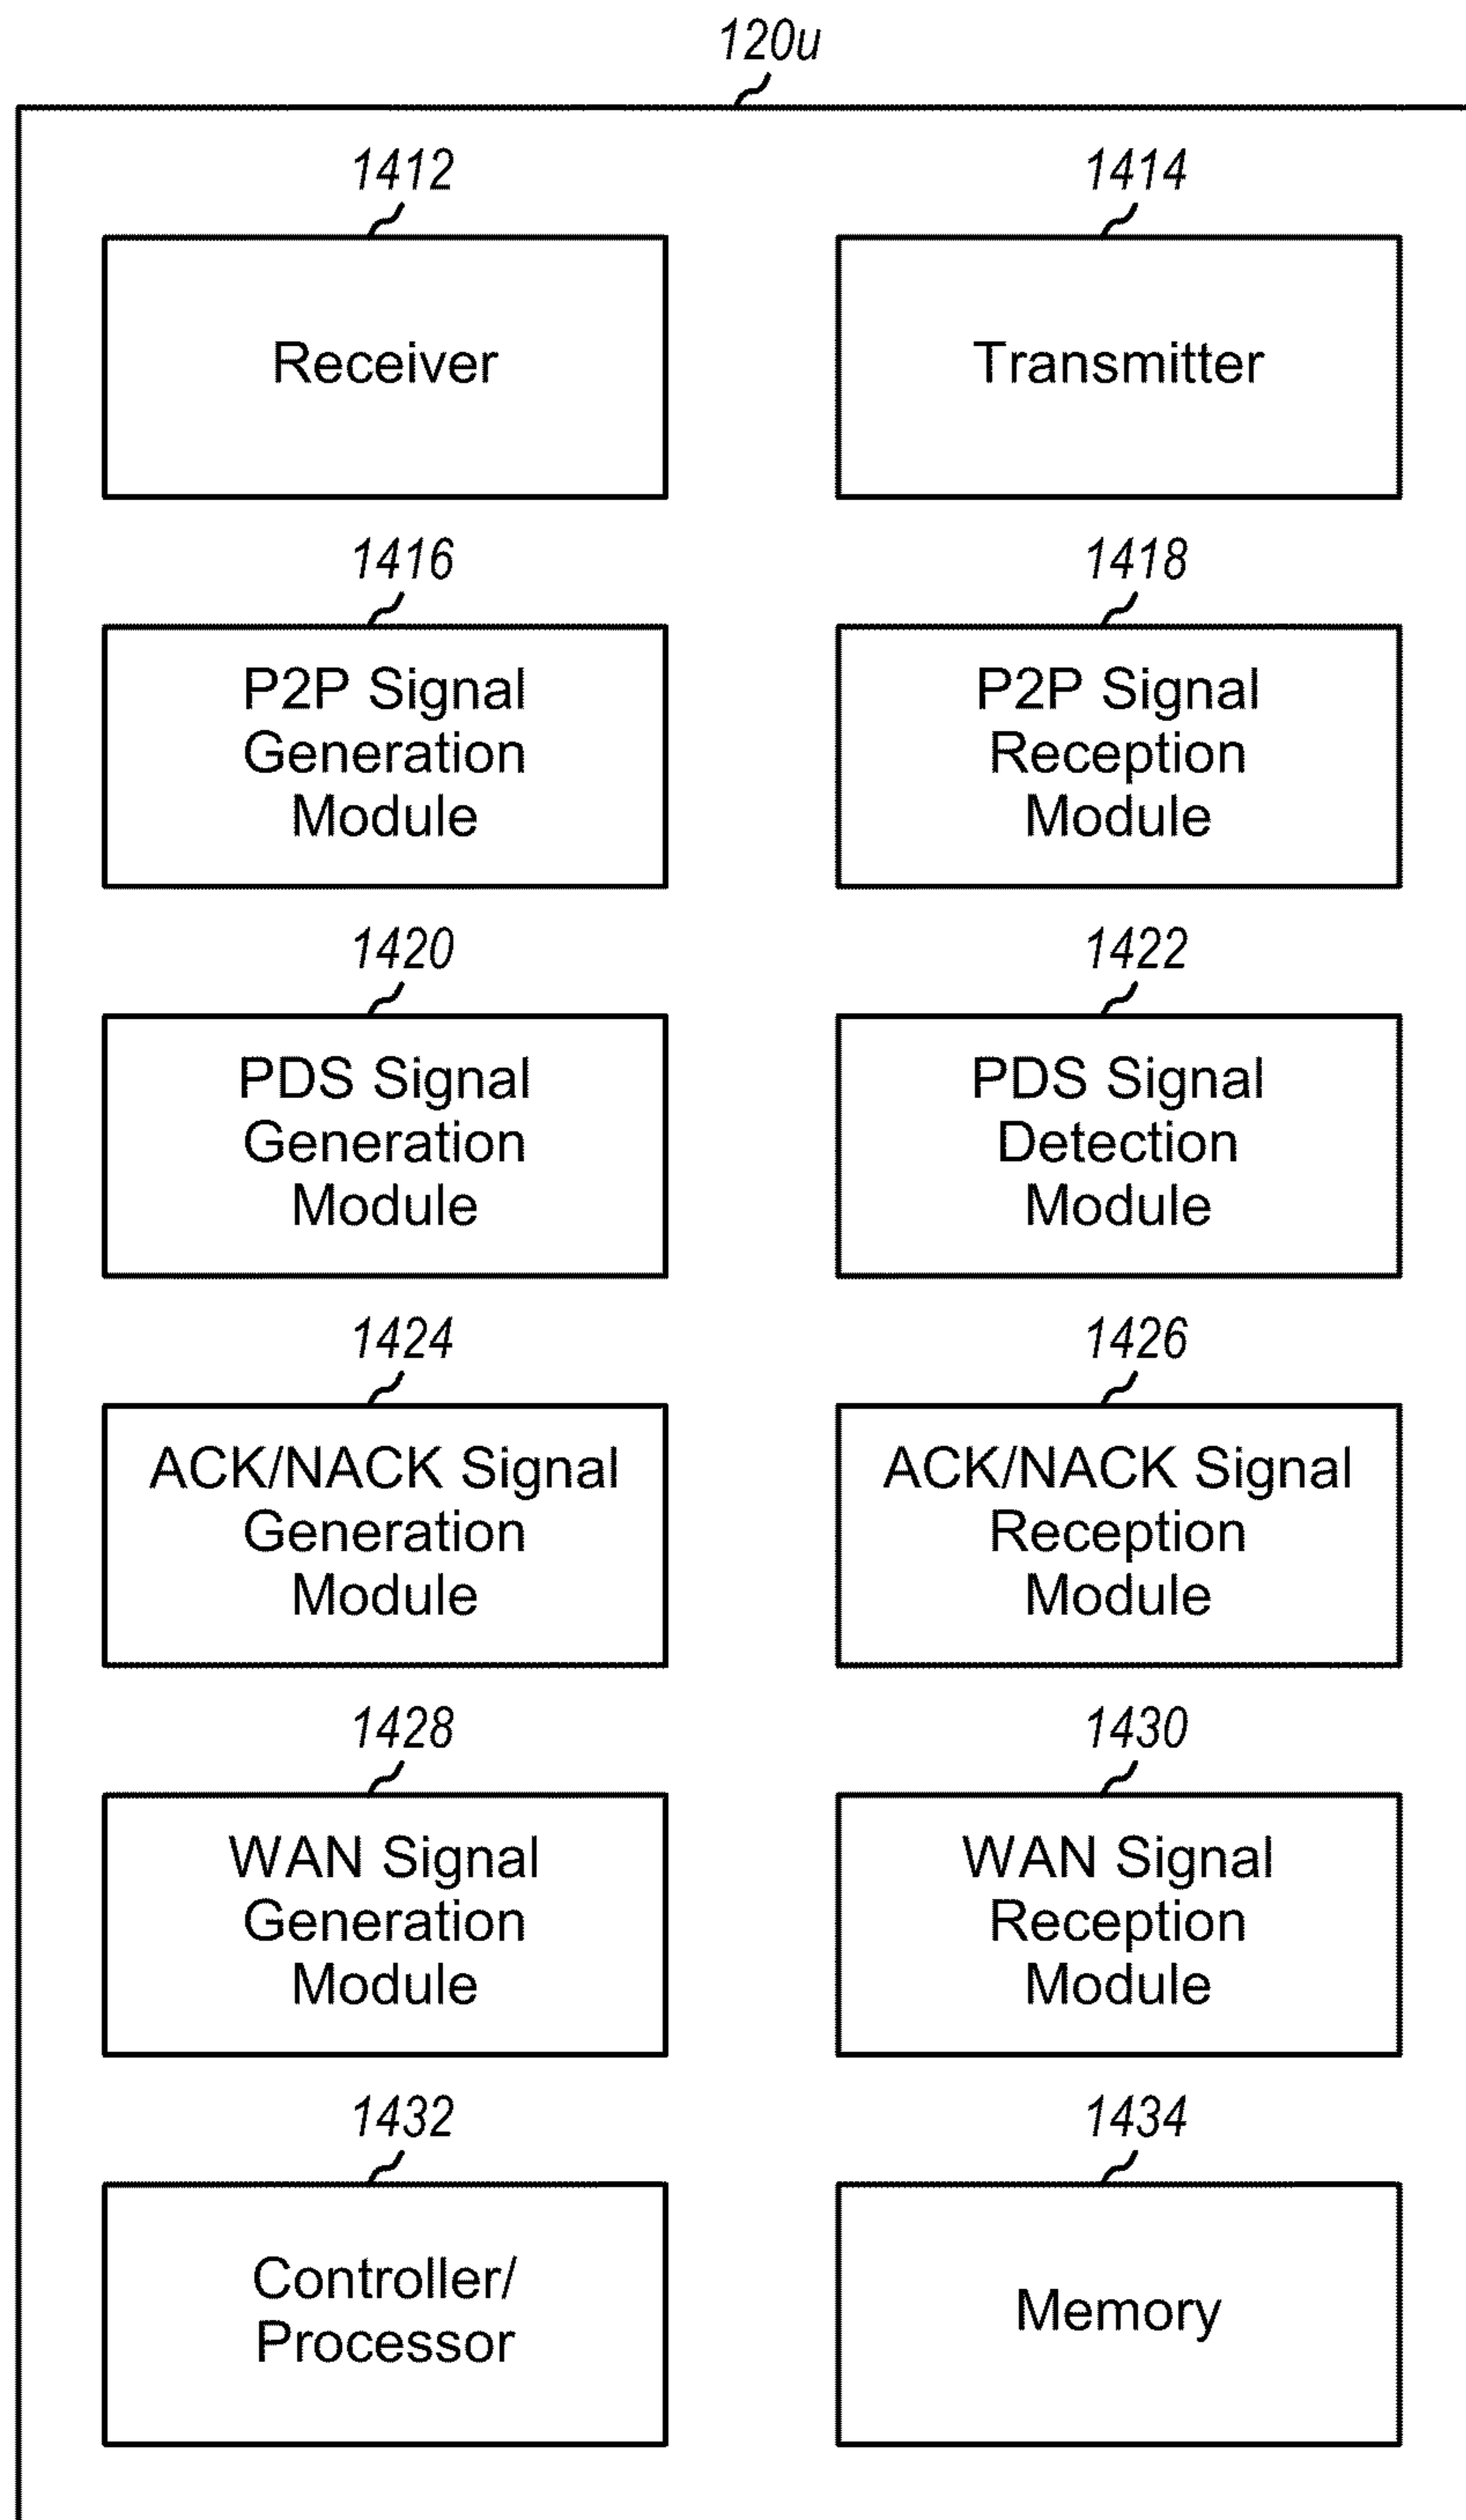 120u
1412
1414
Receiver
Transmitter
1416
1418
P2P Signal
Generation
Module
P2P Signal
Reception
Module
1420
1422
PDS Signal
Generation
Module
PDS Signal
Detection
Module
1424
1426
ACK/NACK Signal
Generation
Module
ACK/NACK Signal
Reception
Module
1428
1430
WAN Signal
Generation
Module
WAN Signal
Reception
Module
1432
1434
Controller/
Processor
Memory